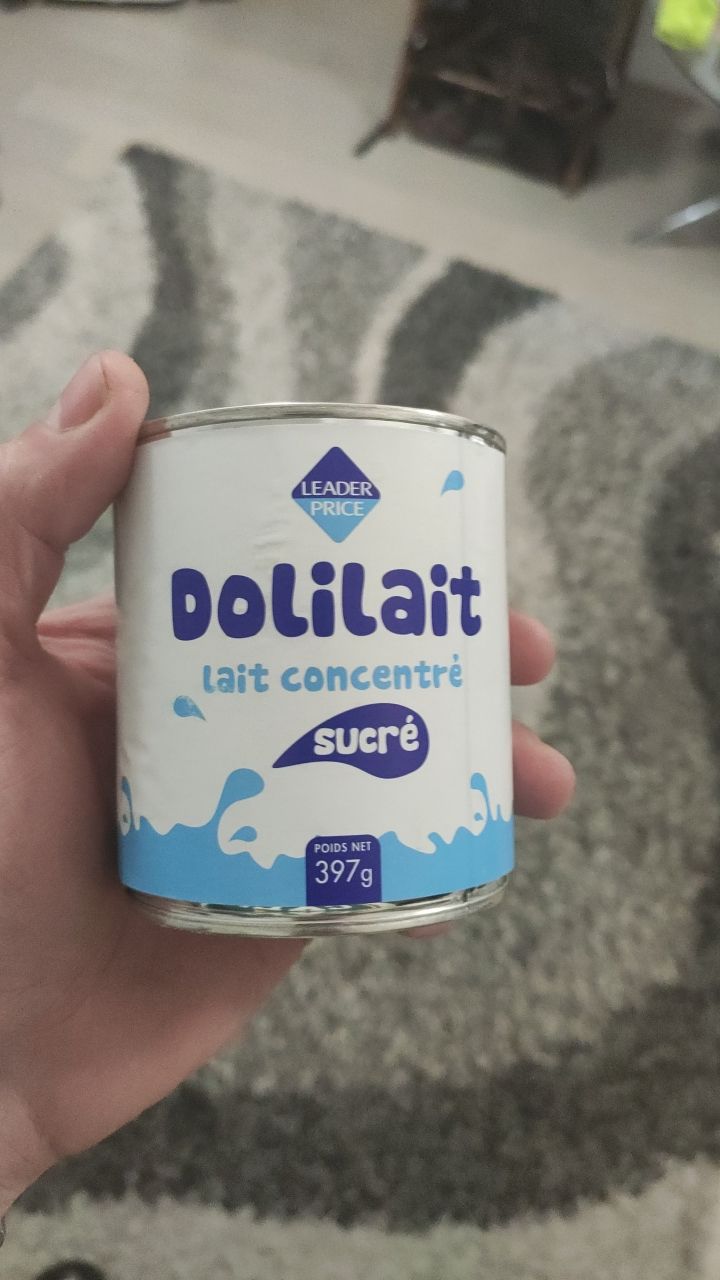 LEADER
PRICE
Dolilait
lait concentré
sucré
POIDS NET
397g